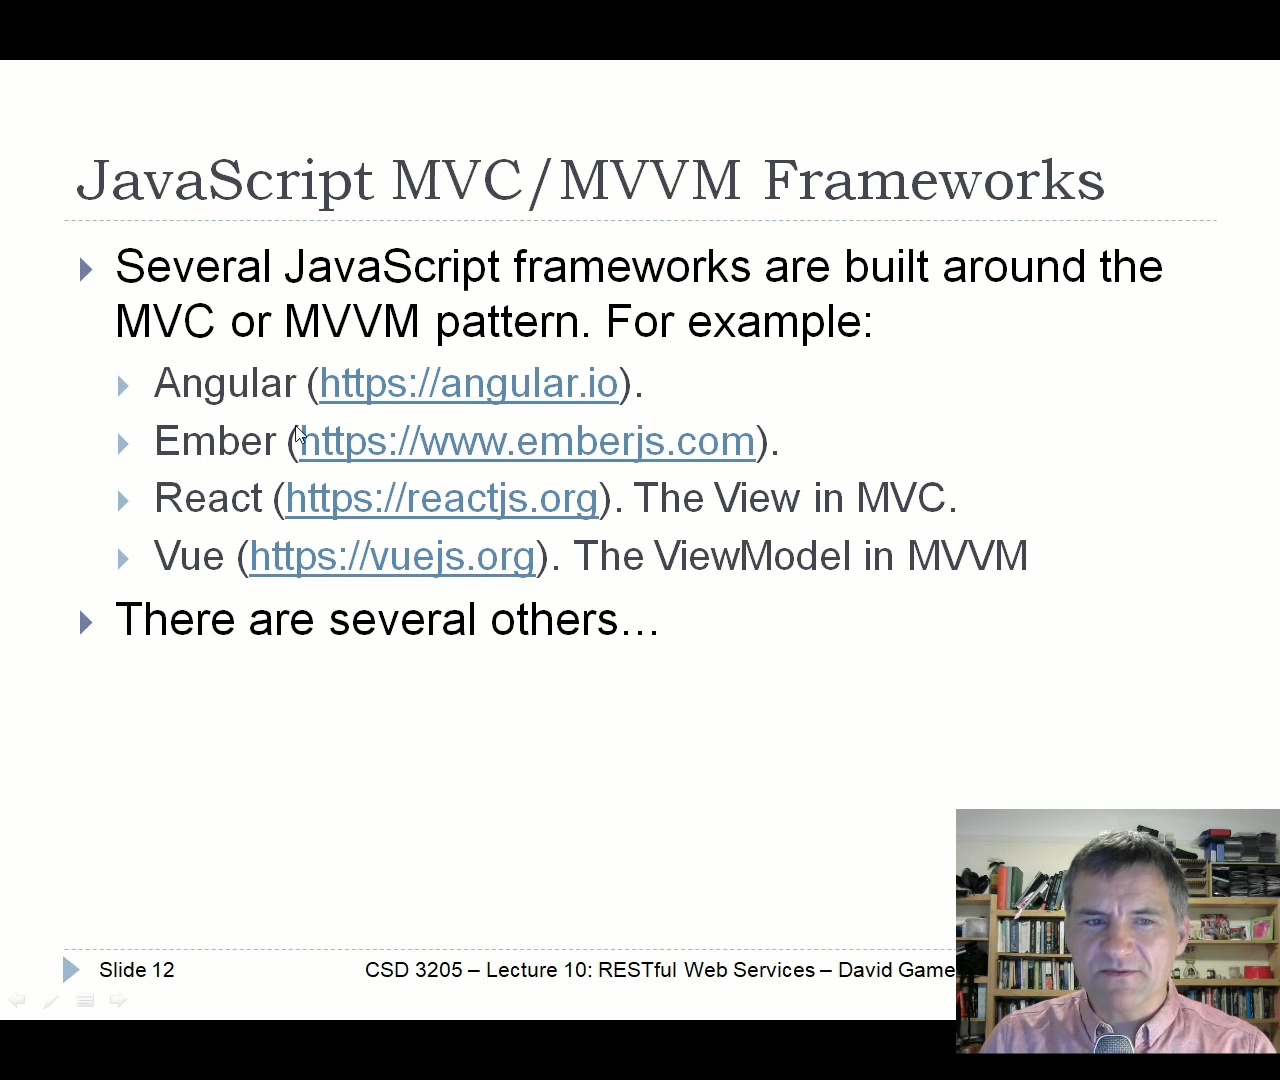 JavaScript MVC/MVVM Frameworks
Several JavaScript frameworks are built around the
MVC or MVVM pattern. For example:
Angular (https://angular.io).
Ember (https://www.emberjs.com).
React (https://reactjs.org). The View in MVC.
Vue (https://vuejs.org). The ViewModel in MVVM
There are several others…
Slide 12
CSD 3205 – Lecture 10: RESTful Web Services – David Game